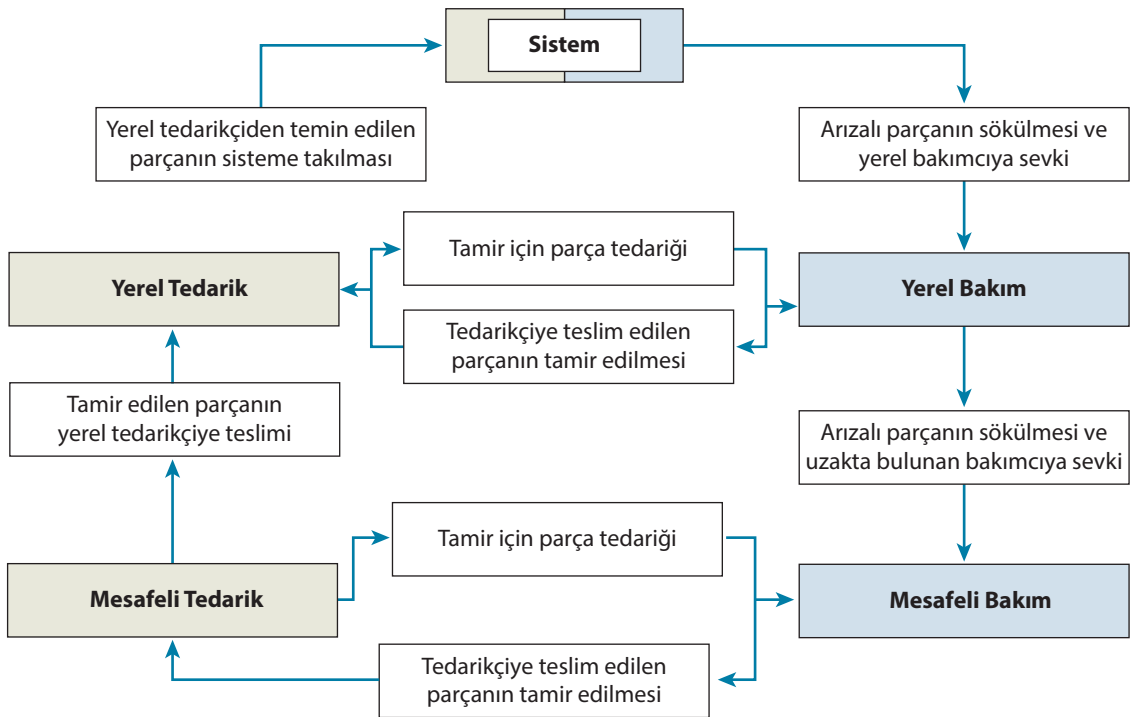 Sistem
Yerel tedarikçiden temin edilen
parçanın sisteme takılması
Arızalı parçanın sökülmesi ve
yerel bakımcıya sevki
Tamir için parça tedariği
Yerel Tedarik
Yerel Bakım
Tedarikçiye teslim edilen
parçanın tamir edilmesi
Tamir edilen parçanın
yerel tedarikçiye teslimi
Arızalı parçanın sökülmesi ve
uzakta bulunan bakımcıya sevki
Tamir için parça tedariği
Mesafeli Tedarik
Mesafeli Bakım
Tedarikçiye teslim edilen
parçanın tamir edilmesi